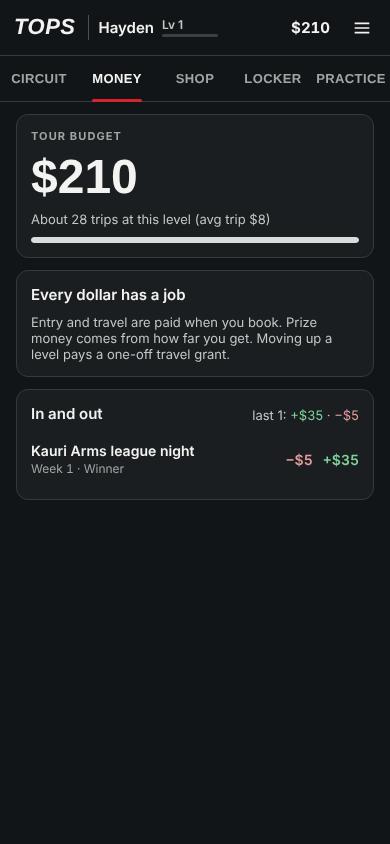 TOPS Hayden Lv 1 $210
CIRCUIT MONEY SHOP LOCKER PRACTICE
TOUR BUDGET
$210
About 28 trips at this level (avg trip $8)
Every dollar has a job
Entry and travel are paid when you book. Prize
money comes from how far you get. Moving up a
level pays a one-off travel grant.
In and out last 1: +$35 · −$5
Kauri Arms league night
Week 1 · Winner
−$5 +$35